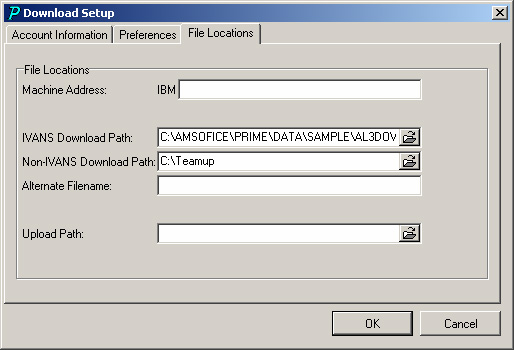 Download Setup
Account Information Preferences File Locations
File Locations
Machine Address: IBM
IVANS Download Path: C:\AMSOFICE\PRIME\DATA\SAMPLE\AL3DOV
Non-IVANS Download Path: C:\Teamup
Alternate Filename:
Upload Path:
OK Cancel